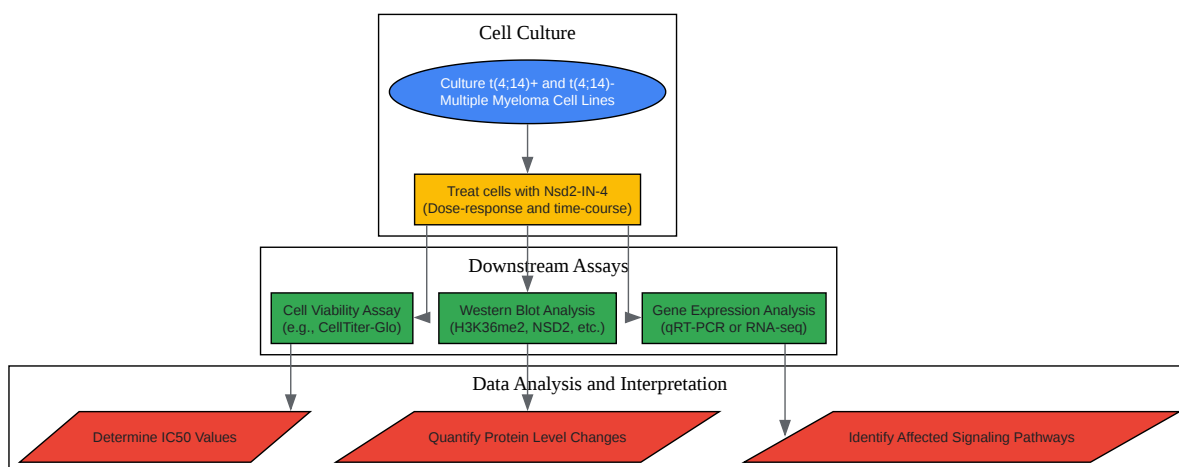 Cell Culture
Culture t(4;14)+ and t(4;14)-
Multiple Myeloma Cell Lines
Treat cells with Nsd2-IN-4
(Dose-response and time-course)
Downstream Assays
Cell Viability Assay
(e.g., CellTiter-Glo)
Western Blot Analysis
(H3K36me2, NSD2, etc.)
Gene Expression Analysis
(qRT-PCR or RNA-seq)
Data Analysis and Interpretation
Determine IC50 Values
Quantify Protein Level Changes
Identify Affected Signaling Pathways